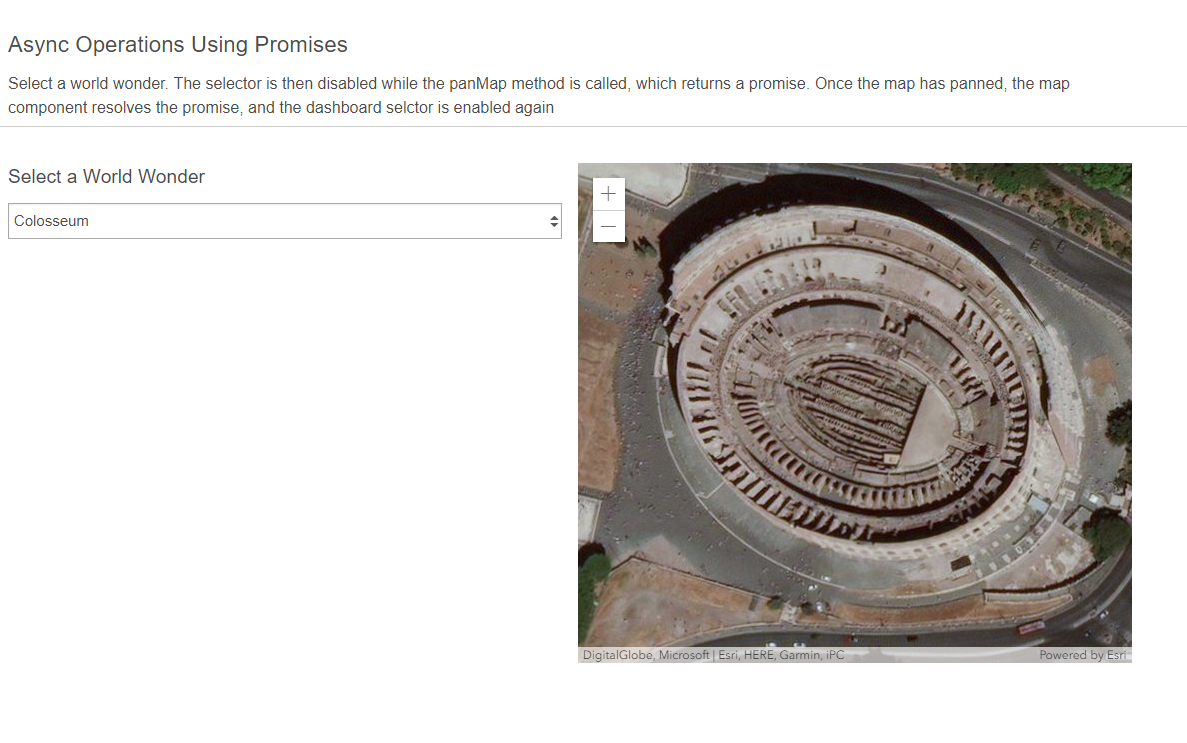 Async Operations Using Promises
Select a world wonder. The selector is then disabled while the panMap method is called, which returns a promise. Once the map has panned, the map
component resolves the promise, and the dashboard selctor is enabled again
Select a World Wonder
Colosseum
DigitalGlobe, Microsoft | Esri, HERE, Garmin, iPC
Powered by Esri